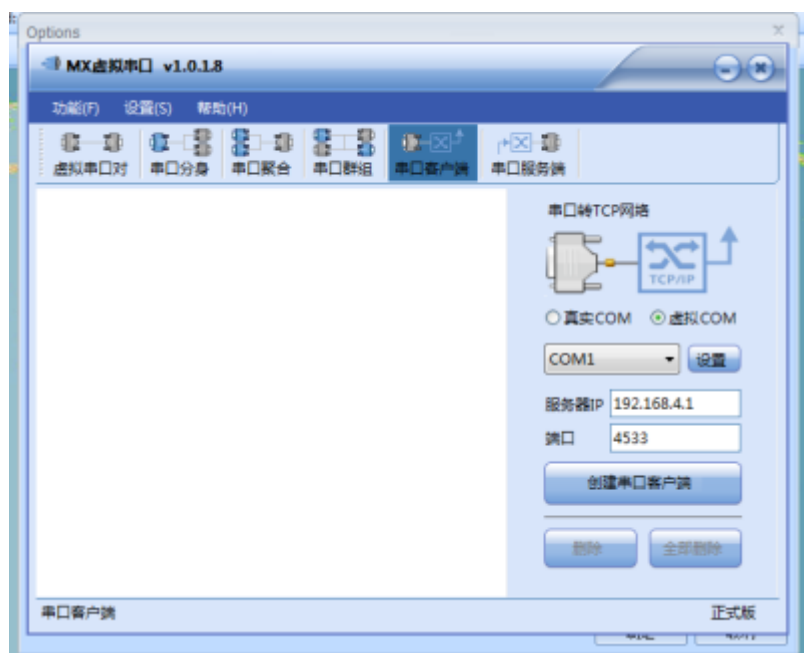 Options
MX虚拟串口 v1.0.1.8
功能(F) 设置(S) 帮助(H)
虚拟串口对 串口分身 串口聚合 串口群组 串口客户端 串口服务端
串口转TCP网络
TCP/IP
真实COM 虚拟COM
COM1 设置
服务器IP 192.168.4.1
端口 4533
创建串口客户端
删除 全部删除
串口客户端 正式版